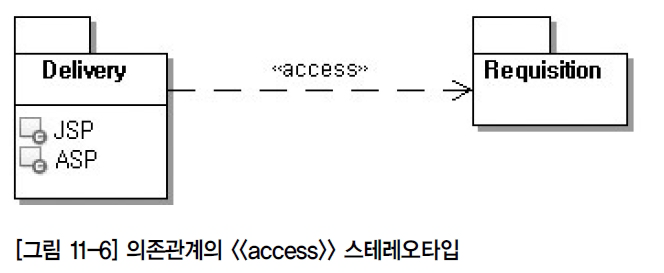 Delivery
«access»
Requisition
JSP
ASP
[그림 11-6] 의존관계의 《access》 스테레오타입